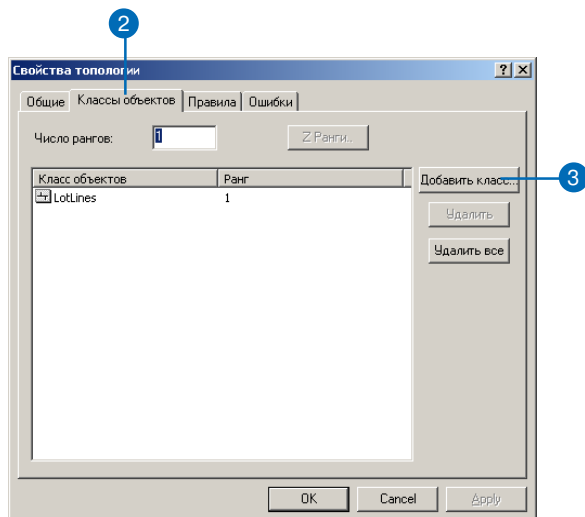 2
Свойства топологии
Общие Классы объектов Правила Ошибки
Число рангов: 1 Z Ранги..
Класс объектов Ранг
LotLines 1
Добавить класс... 3
Удалить
Удалить все
OK Cancel Apply